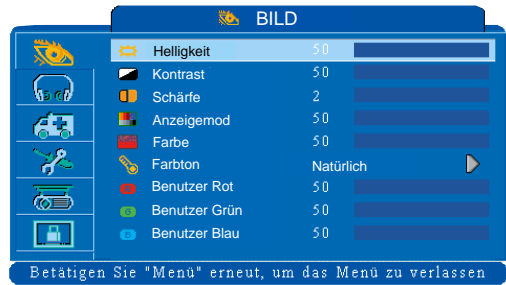 BILD
Helligkeit 50
Kontrast 50
Schärfe 2
Anzeigemod 50
Farbe 50
Farbton Natürlich
R Benutzer Rot 50
G Benutzer Grün 50
B Benutzer Blau 50
Betätigen Sie "Menü" erneut, um das Menü zu verlassen